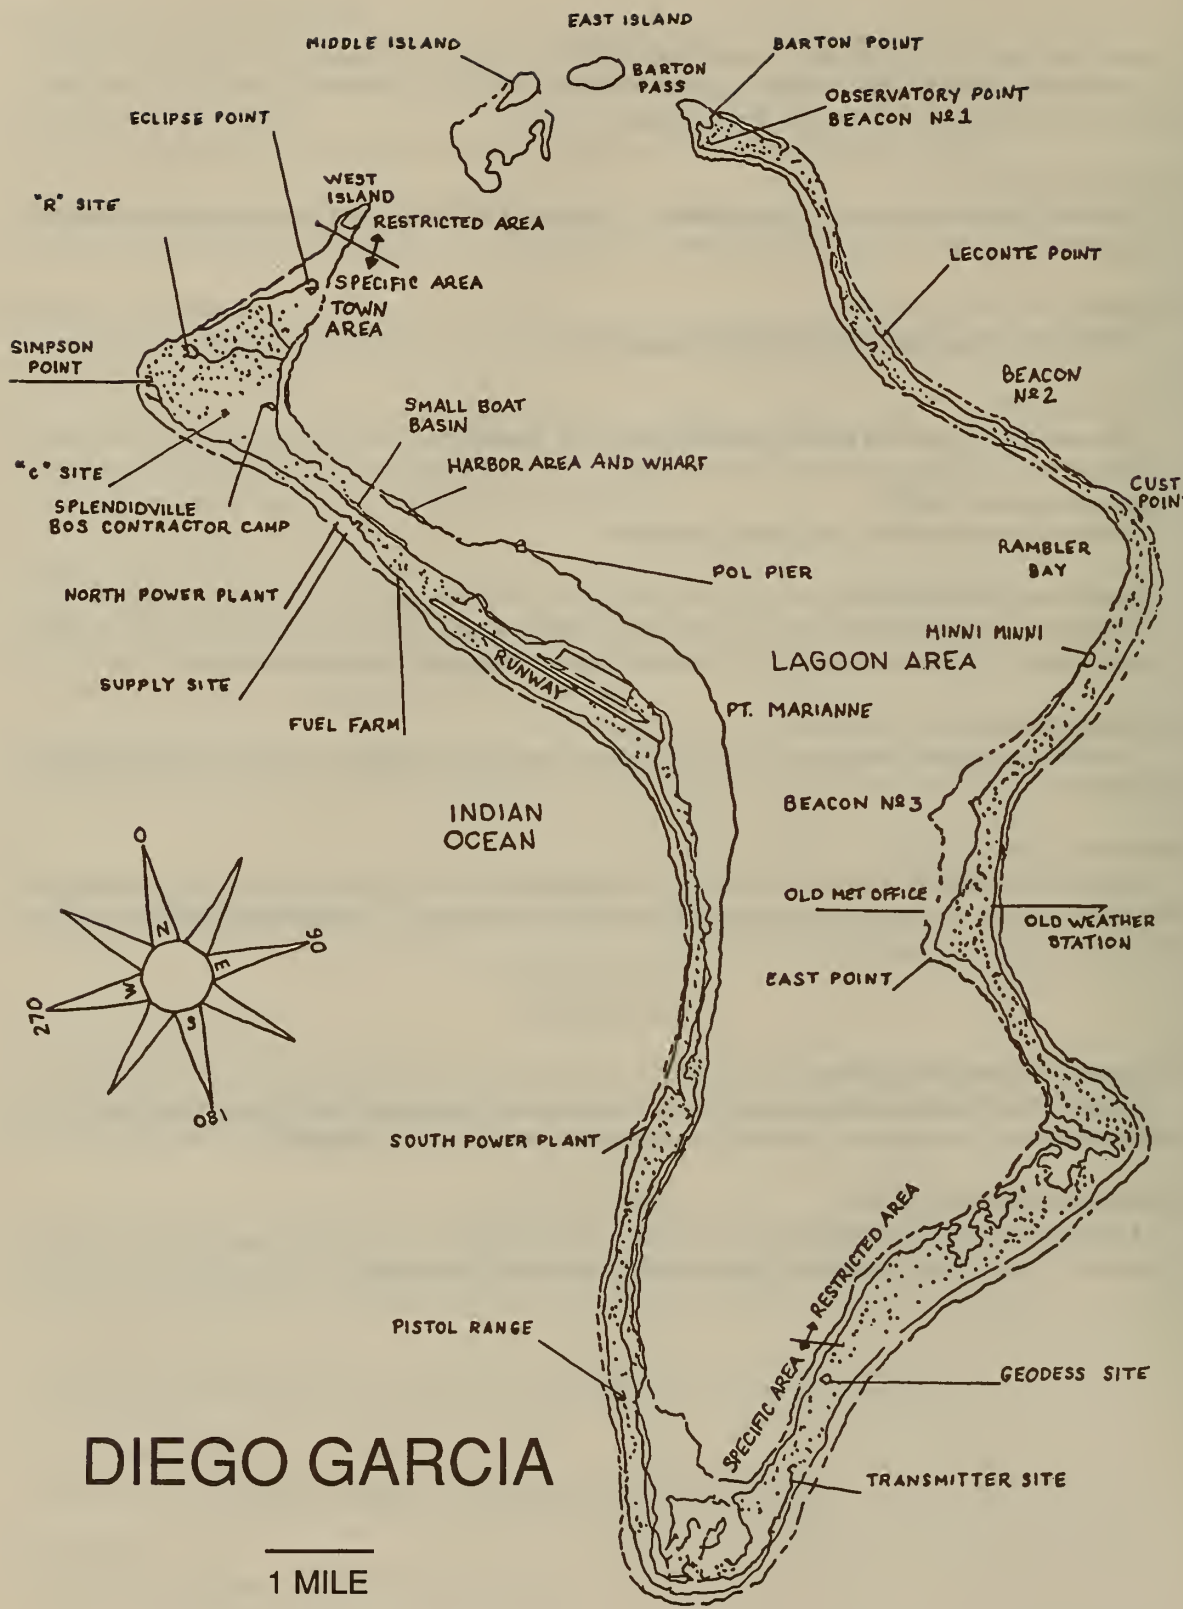 EAST ISLAND
MIDDLE ISLAND
BARTON POINT
BARTON
PASS
OBSERVATORY POINT
BEACON Nº1
ECLIPSE POINT
WEST
ISLAND
"R" SITE
RESTRICTED AREA
LECONTE POINT
SPECIFIC AREA
TOWN
AREA
SIMPSON
POINT
BEACON
Nº2
SMALL BOAT
BASIN
"C" SITE
HARBOR AREA AND WHARF
CUST
POINT
SPLENDIDVILLE
BOS CONTRACTOR CAMP
RAMBLER
BAY
POL PIER
NORTH POWER PLANT
MINNI MINNI
LAGOON AREA
RUNWAY
SUPPLY SITE
PT. MARIANNE
FUEL FARM
BEACON Nº3
INDIAN
OCEAN
0
N
90
E
W
270
S
180
OLD MET OFFICE
OLD WEATHER
STATION
EAST POINT
SOUTH POWER PLANT
RESTRICTED AREA
SPECIFIC AREA
PISTOL RANGE
GEODESS SITE
DIEGO GARCIA
TRANSMITTER SITE
1 MILE